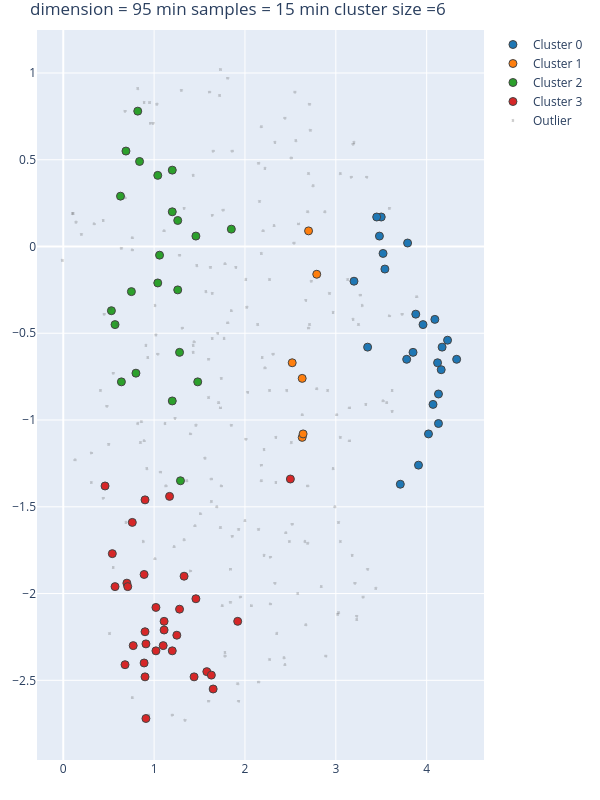 dimension = 95 min samples = 15 min cluster size =6
Cluster 0
Cluster 1
Cluster 2
Cluster 3
Outlier
1
0.5
0
−0.5
−1
−1.5
−2
−2.5
0 1 2 3 4